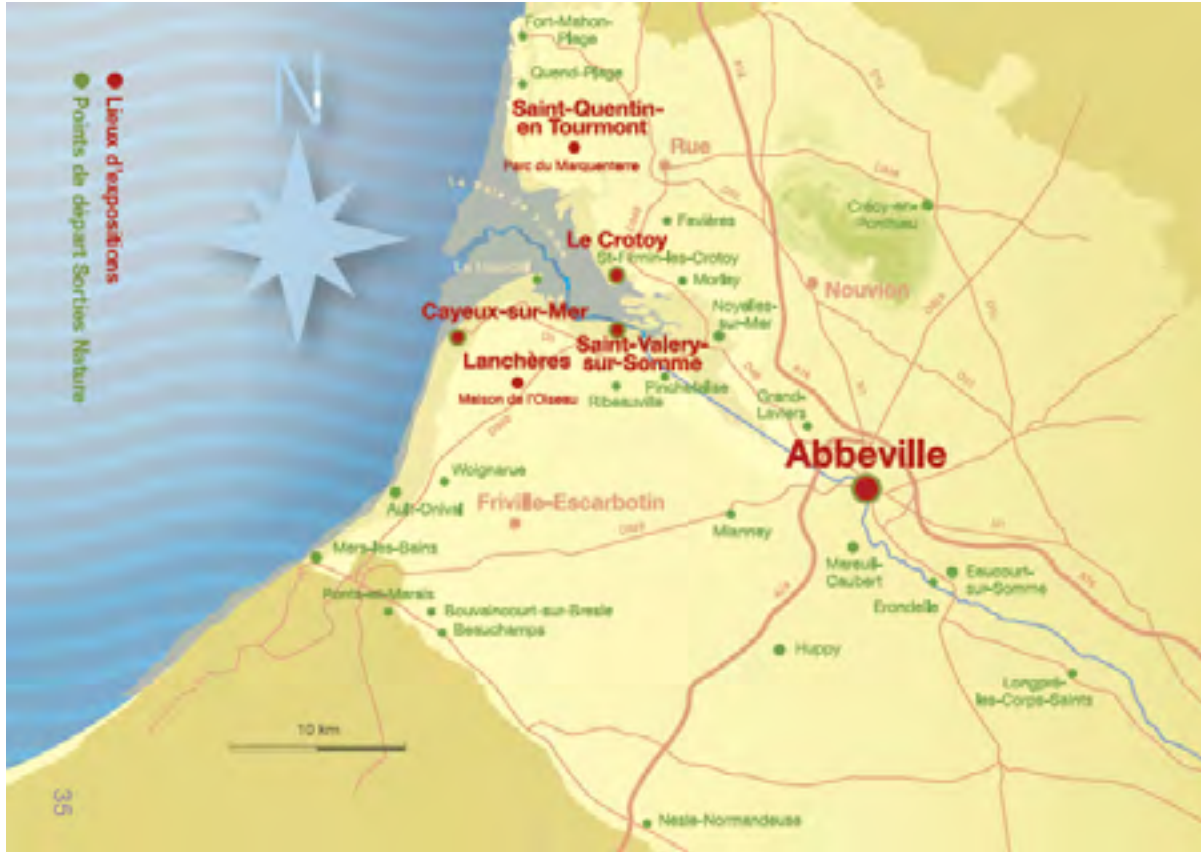 Fort-Mahon-
Plage
Quend-Plage
Saint-Quentin-
en Tourmont
Parc du Marquenterre
Rue
N
Lieux d'expositions
Points de départ Sorties Nature
Crécy-en-
Ponthieu
Favières
Le Crotoy
St-Firmin-les-Crotoy
Morlay
Nouvion
Noyelles-
sur-Mer
Cayeux-sur-Mer
Lanchères
Maison de l'Oiseau
Saint-Valery-
sur-Somme
Pinchefalise
Ribeauville
Grand-
Laviers
Abbeville
Woignarue
Ault-Onival
Friville-Escarbotin
Miannay
Mers-les-Bains
Mareuil-
Caubert
Eaucourt-
sur-Somme
Erondelle
Ponts-et-Marais
Bouvaincourt-sur-Bresle
Beauchamps
Huppy
Longpré-
les-Corps-Saints
10 km
35
Nesle-Normandeuse